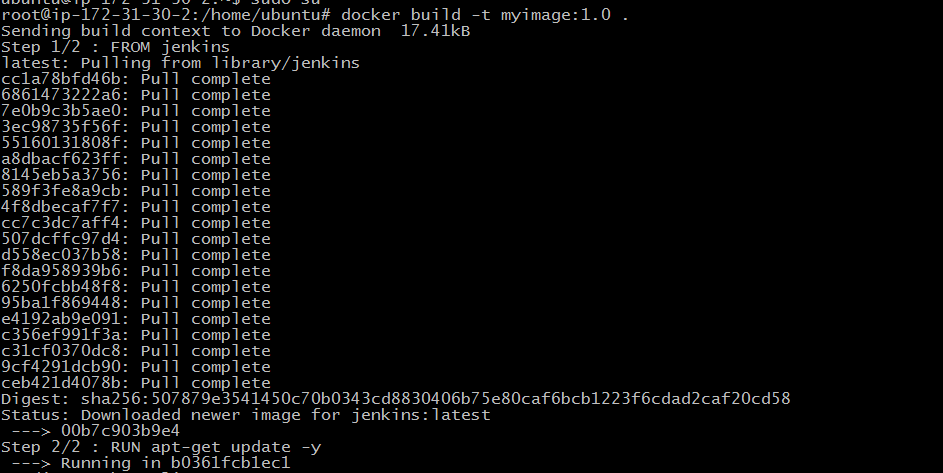 ubuntu@ip-172-31-30-2:~$ sudo su
root@ip-172-31-30-2:/home/ubuntu# docker build -t myimage:1.0 .
Sending build context to Docker daemon  17.41kB
Step 1/2 : FROM jenkins
latest: Pulling from library/jenkins
cc1a78bfd46b: Pull complete
6861473222a6: Pull complete
7e0b9c3b5ae0: Pull complete
3ec98735f56f: Pull complete
55160131808f: Pull complete
a8dbacf623ff: Pull complete
8145eb5a3756: Pull complete
589f3fe8a9cb: Pull complete
4f8dbecaf7f7: Pull complete
cc7c3dc7aff4: Pull complete
507dcffc97d4: Pull complete
d558ec037b58: Pull complete
f8da958939b6: Pull complete
6250fcbb48f8: Pull complete
95ba1f869448: Pull complete
e4192ab9e091: Pull complete
c356ef991f3a: Pull complete
c31cf0370dc8: Pull complete
9cf4291dcb90: Pull complete
ceb421d4078b: Pull complete
Digest: sha256:507879e3541450c70b0343cd8830406b75e80caf6bcb1223f6cdad2caf20cd58
Status: Downloaded newer image for jenkins:latest
 ---> 00b7c903b9e4
Step 2/2 : RUN apt-get update -y
 ---> Running in b0361fcb1ec1